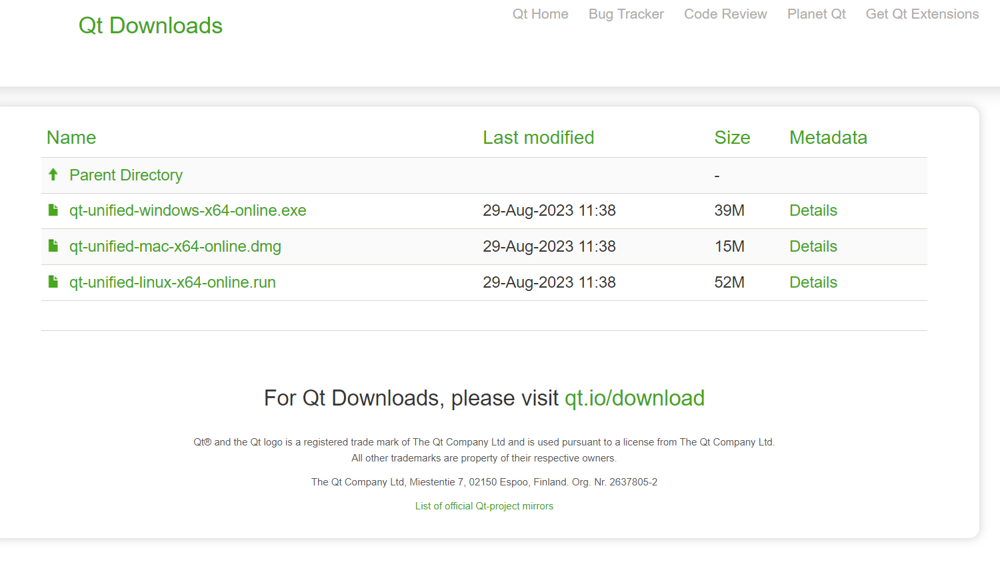 Qt Downloads
Qt Home Bug Tracker Code Review Planet Qt Get Qt Extensions
Name Last modified Size Metadata
Parent Directory -
qt-unified-windows-x64-online.exe 29-Aug-2023 11:38 39M Details
qt-unified-mac-x64-online.dmg 29-Aug-2023 11:38 15M Details
qt-unified-linux-x64-online.run 29-Aug-2023 11:38 52M Details
For Qt Downloads, please visit qt.io/download
Qt® and the Qt logo is a registered trade mark of The Qt Company Ltd and is used pursuant to a license from The Qt Company Ltd.
All other trademarks are property of their respective owners.
The Qt Company Ltd, Miestentie 7, 02150 Espoo, Finland. Org. Nr. 2637805-2
List of official Qt-project mirrors